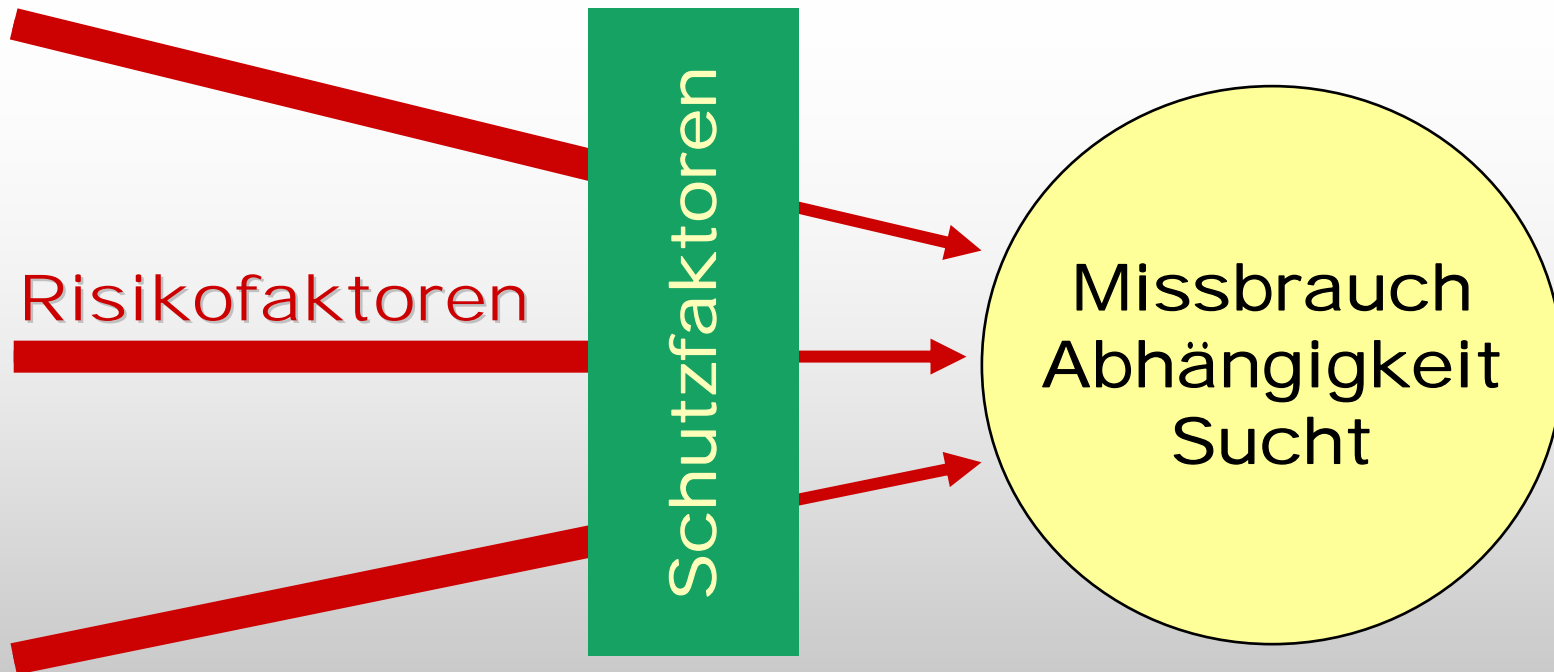 Risikofaktoren
Schutzfaktoren
Missbrauch
Abhängigkeit
Sucht